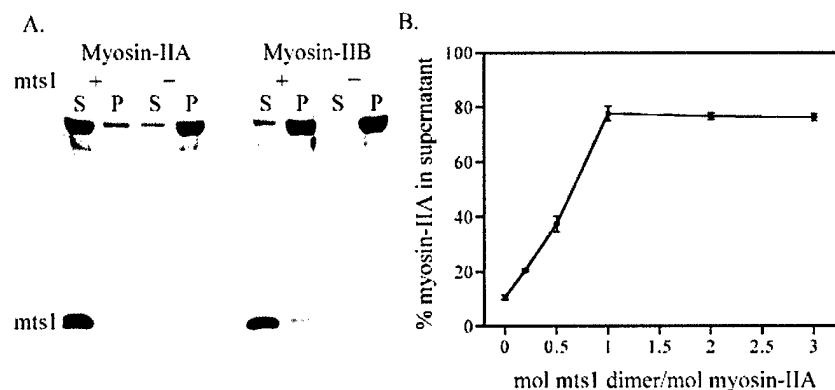 A.
Myosin-IIA Myosin-IIB
mts1 + − + −
S P S P S P S P
mts1
B.
% myosin-IIA in supernatant
100
80
60
40
20
0
0 0.5 1 1.5 2 2.5 3
mol mts1 dimer/mol myosin-IIA